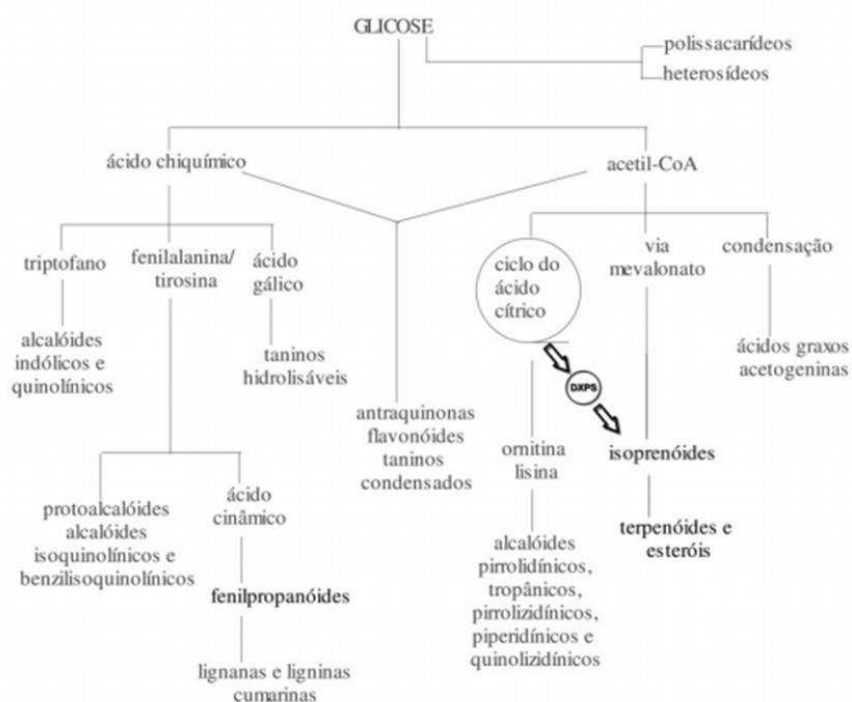 GLICOSE
polissacarídeos
heterosídeos
ácido chiquímico
acetil-CoA
triptofano
fenilalanina/
tirosina
ácido
gálico
ciclo do
ácido
cítrico
via
mevalonato
condensação
alcalóides
indólicos e
quinolínicos
taninos
hidrolisáveis
ácidos graxos
acetogeninas
DXPS
antraquinonas
flavonóides
taninos
condensados
ornitina
lisina
isoprenóides
protoalcalóides
alcalóides
isoquinolínicos e
benzilisoquinolínicos
ácido
cinâmico
terpenóides e
esteróis
alcalóides
pirrolidínicos,
tropânicos,
pirrolizidínicos,
piperidínicos e
quinolizidínicos
fenilpropanóides
lignanas e ligninas
cumarinas